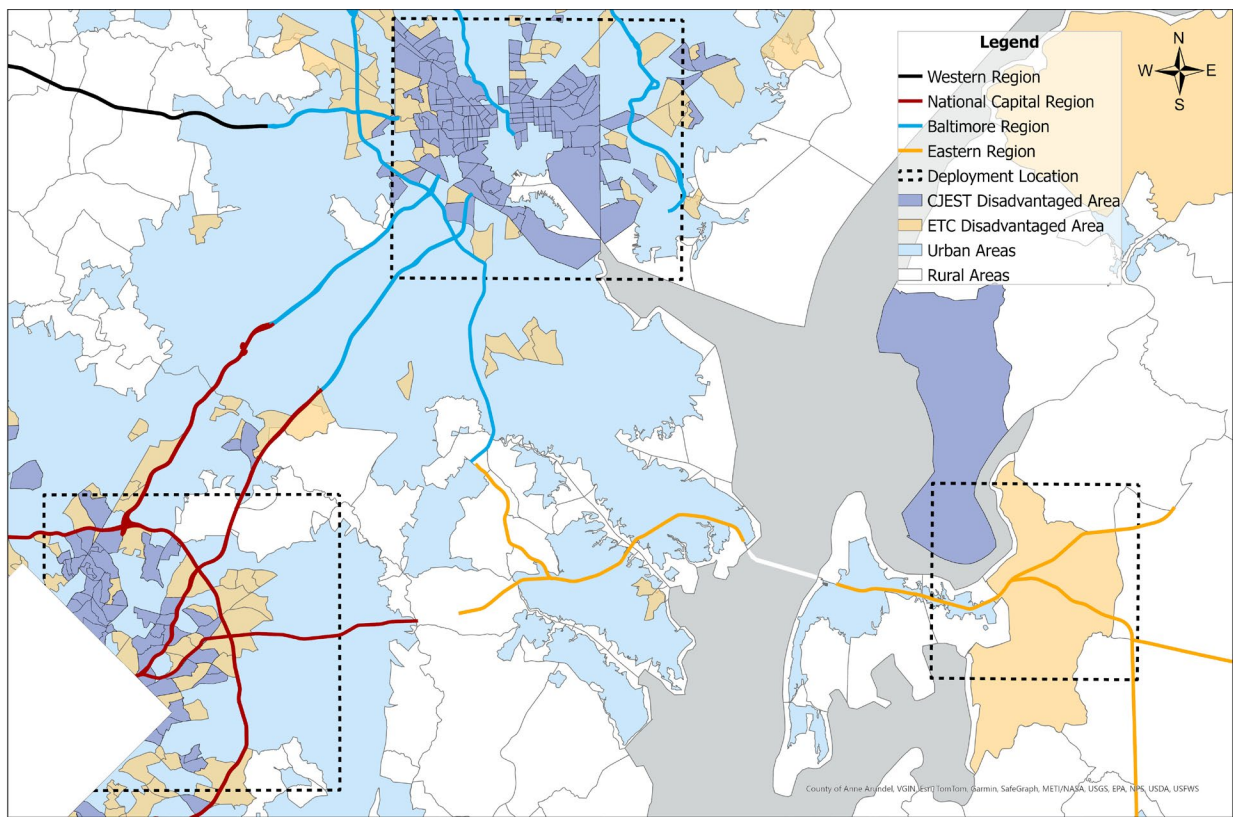 Legend
Western Region
National Capital Region
Baltimore Region
Eastern Region
Deployment Location
CJEST Disadvantaged Area
ETC Disadvantaged Area
Urban Areas
Rural Areas
N
W E
S
County of Anne Arundel, VGIN, Esri, TomTom, Garmin, SafeGraph, METI/NASA, USGS, EPA, NPS, USDA, USFWS